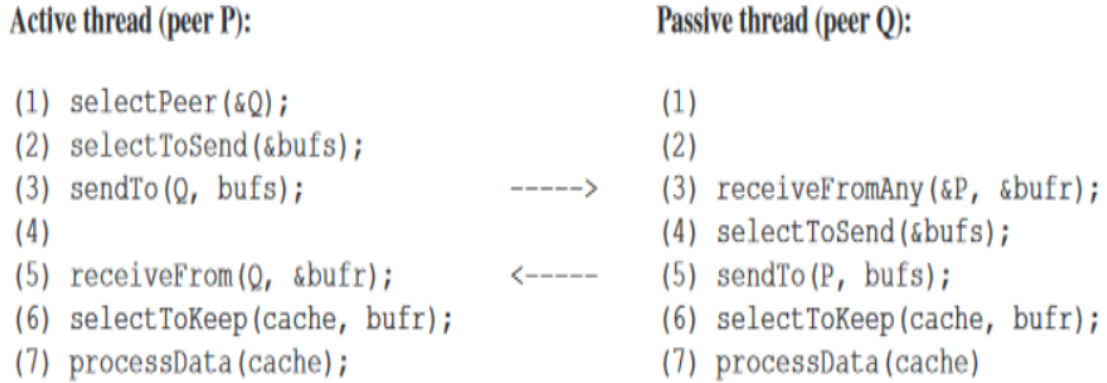 Active thread (peer P):
(1) selectPeer(&Q);
(2) selectToSend(&bufs);
(3) sendTo(Q, bufs);
(4)
(5) receiveFrom(Q, &bufr);
(6) selectToKeep(cache, bufr);
(7) processData(cache);
----->
<-----
Passive thread (peer Q):
(1)
(2)
(3) receiveFromAny(&P, &bufr);
(4) selectToSend(&bufs);
(5) sendTo(P, bufs);
(6) selectToKeep(cache, bufr);
(7) processData(cache)